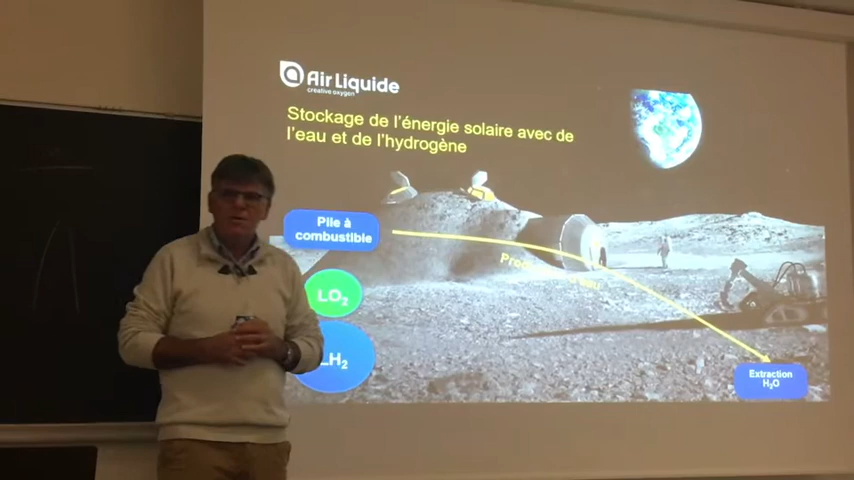 Air Liquide
creative oxygen
Stockage de l'énergie solaire avec de
l'eau et de l'hydrogène
Pile à
combustible
LO2
LH2
Extraction
H2O